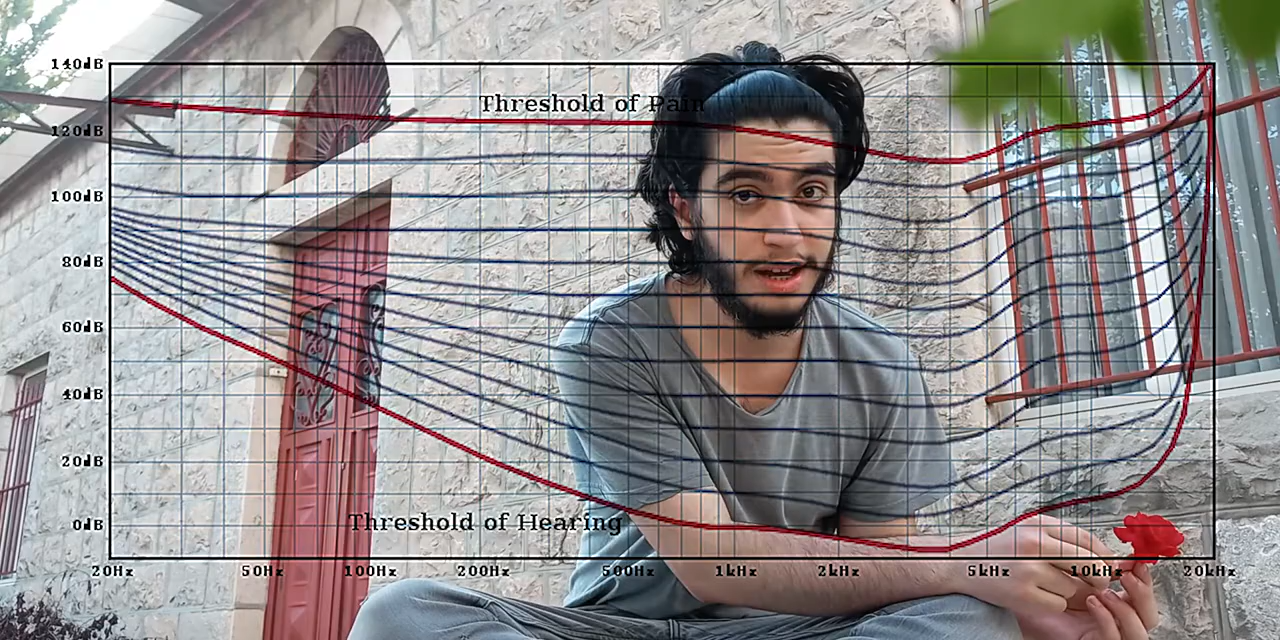 140dB
Threshold of Pain
120dB
100dB
80dB
60dB
40dB
20dB
Threshold of Hearing
0dB
20Hz 50Hz 100Hz 200Hz 500Hz 1kHz 2kHz 5kHz 10kHz 20kHz